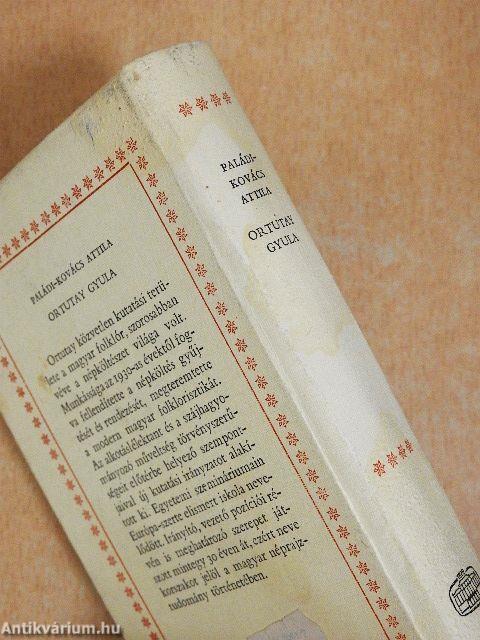 PALÁDI-
KOVÁCS
ATTILA
ORTUTAY
GYULA
PALÁDI-KOVÁCS ATTILA
ORTUTAY GYULA
Ortutay közvetlen kutatási terü-
lete a magyar folklór, szorosabban
véve a népköltészet világa volt.
Munkássága az 1930-as évektől fog-
va fellendítette a népköltés gyűj-
tését és rendezését, megteremtette
a modern magyar folklorisztikát.
Az alkotáslélektant és a szájhagyo-
mányozó műveltség törvényszerű-
ségeit előtérbe helyező szempont-
jaival új kutatási irányzatot alakí-
tott ki. Egyetemi szemináriumain
Európa-szerte elismert iskola neve-
lődött. Irányító, vezető pozíciói ré-
vén is meghatározó szerepet ját-
szott mintegy 30 éven át, ezért neve
korszakot jelöl a magyar néprajz-
tudomány történetében.
Antikvárium.hu